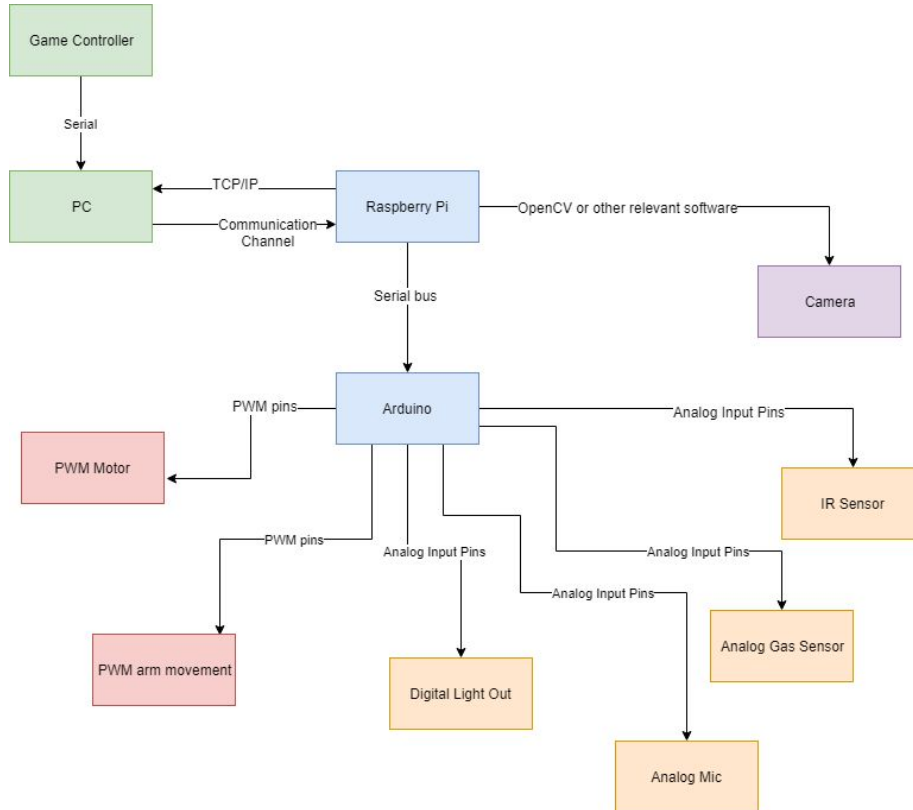 Game Controller
Serial
PC
TCP/IP
Communication
Channel
Raspberry Pi
OpenCV or other relevant software
Camera
Serial bus
Arduino
PWM pins
PWM Motor
Analog Input Pins
IR Sensor
PWM pins
PWM arm movement
Analog Input Pins
Digital Light Out
Analog Input Pins
Analog Gas Sensor
Analog Input Pins
Analog Mic